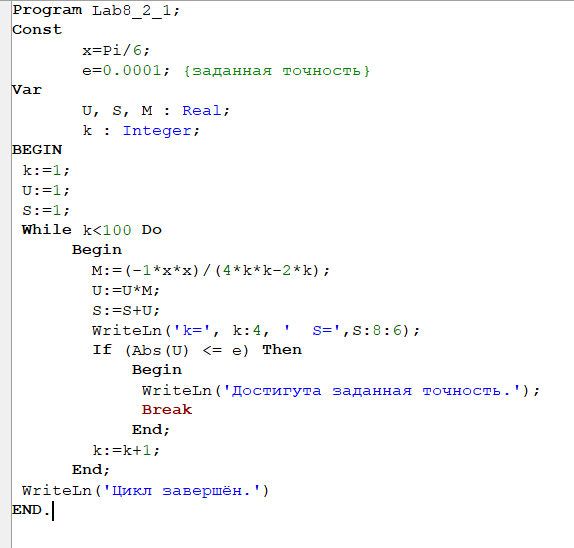 Program Lab8_2_1;
Const
x=Pi/6;
e=0.0001; {заданная точность}
Var
U, S, M : Real;
k : Integer;
BEGIN
k:=1;
U:=1;
S:=1;
While k<100 Do
Begin
M:=(-1*x*x)/(4*k*k-2*k);
U:=U*M;
S:=S+U;
WriteLn('k=', k:4, '  S=',S:8:6);
If (Abs(U) <= e) Then
Begin
WriteLn('Достигута заданная точность.');
Break
End;
k:=k+1;
End;
WriteLn('Цикл завершён.')
END.